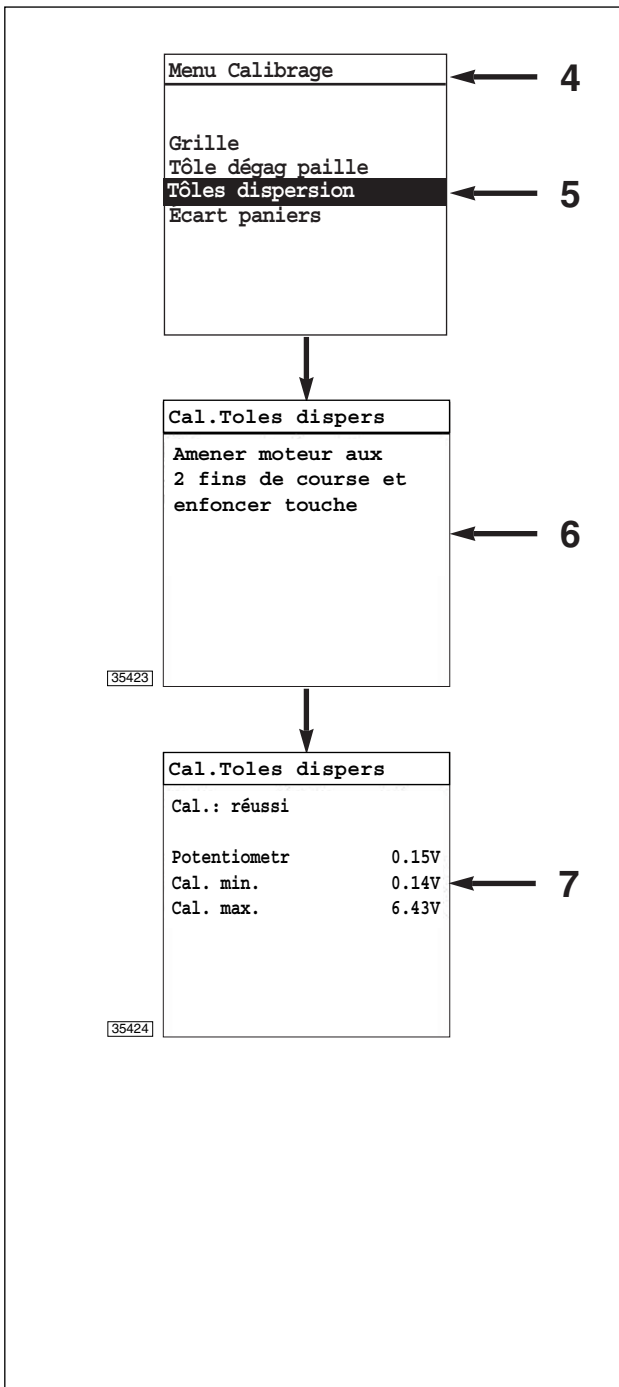 Menu Calibrage
4
Grille
Tôle dégag paille
Tôles dispersion
5
Écart paniers
Cal.Toles dispers
Amener moteur aux
2 fins de course et
enfoncer touche
6
35423
Cal.Toles dispers
Cal.: réussi
Potentiometr 0.15V
Cal. min. 0.14V
7
Cal. max. 6.43V
35424